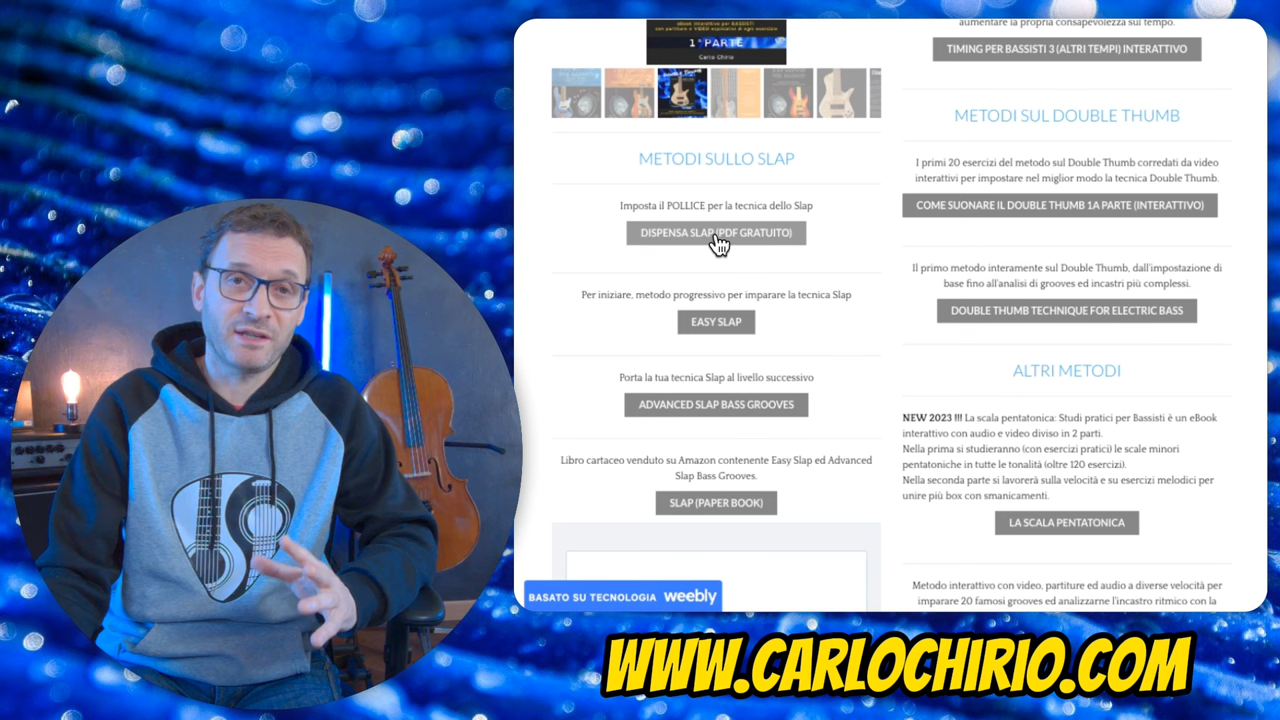 eBook interattivo per BASSISTI
con partiture e VIDEO esplicativi di ogni esercizio
1ª PARTE
Carlo Chirio
METODI SULLO SLAP
Imposta il POLLICE per la tecnica dello Slap
DISPENSA SLAP (PDF GRATUITO)
Per iniziare, metodo progressivo per imparare la tecnica Slap
EASY SLAP
Porta la tua tecnica Slap al livello successivo
ADVANCED SLAP BASS GROOVES
Libro cartaceo venduto su Amazon contenente Easy Slap ed Advanced
Slap Bass Grooves.
SLAP (PAPER BOOK)
BASATO SU TECNOLOGIA weebly
aumentare la propria consapevolezza sul tempo.
TIMING PER BASSISTI 3 (ALTRI TEMPI) INTERATTIVO
METODI SUL DOUBLE THUMB
I primi 20 esercizi del metodo sul Double Thumb corredati da video
interattivi per impostare nel miglior modo la tecnica Double Thumb.
COME SUONARE IL DOUBLE THUMB 1A PARTE (INTERATTIVO)
Il primo metodo interamente sul Double Thumb, dall'impostazione di
base fino all'analisi di grooves ed incastri più complessi.
DOUBLE THUMB TECHNIQUE FOR ELECTRIC BASS
ALTRI METODI
NEW 2023 !!! La scala pentatonica: Studi pratici per Bassisti è un eBook
interattivo con audio e video diviso in 2 parti.
Nella prima si studieranno (con esercizi pratici) le scale minori
pentatoniche in tutte le tonalità (oltre 120 esercizi).
Nella seconda parte si lavorerà sulla velocità e su esercizi melodici per
unire più box con smanicamenti.
LA SCALA PENTATONICA
Metodo interattivo con video, partiture ed audio a diverse velocità per
imparare 20 famosi grooves ed analizzarne l'incastro ritmico con la
WWW.CARLOCHIRIO.COM